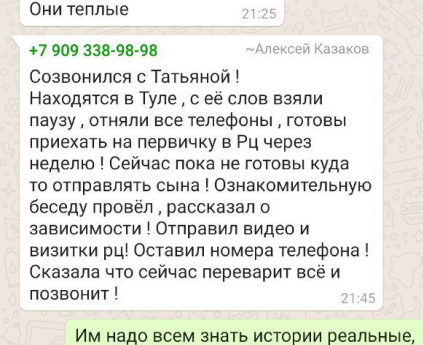 Они теплые
21:25
+7 909 338-98-98 ~Алексей Казаков
Созвонился с Татьяной !
Находятся в Туле , с её слов взяли
паузу , отняли все телефоны , готовы
приехать на первичку в Рц через
неделю ! Сейчас пока не готовы куда
то отправлять сына ! Ознакомительную
беседу провёл , рассказал о
зависимости ! Отправил видео и
визитки рц! Оставил номера телефона !
Сказала что сейчас переварит всё и
позвонит !
21:45
Им надо всем знать истории реальные,